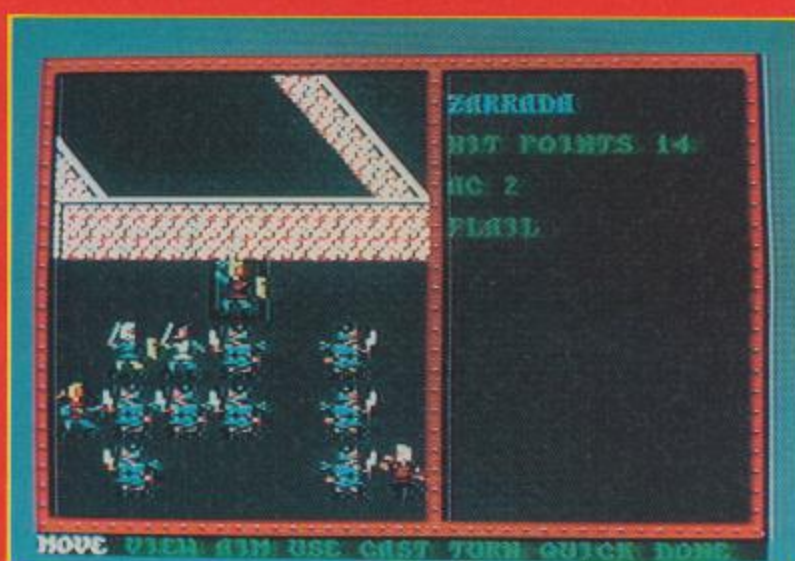 ZARRADA
HIT POINTS 14
AC 2
FLAIL
MOVE VIEW AIM USE CAST TURN QUICK DONE